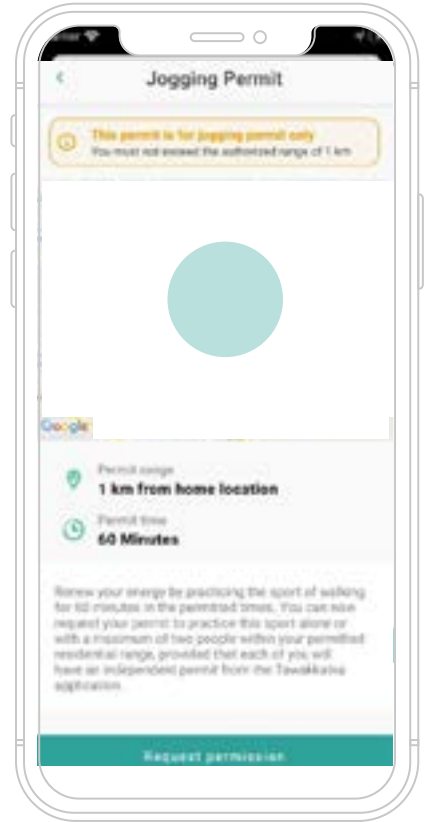 Jogging Permit
This permit is for jogging permit only
You must not exceed the authorized range of 1 km
Google
Permit range
1 km from home location
Permit time
60 Minutes
Renew your energy by practicing the sport of walking
for 60 minutes in the permitted times. You can now
request your permit to practice this sport alone or
with a maximum of two people within your permitted
residential range, provided that each of you will
have an independent permit from the Tawakkalna
application.
Request permission